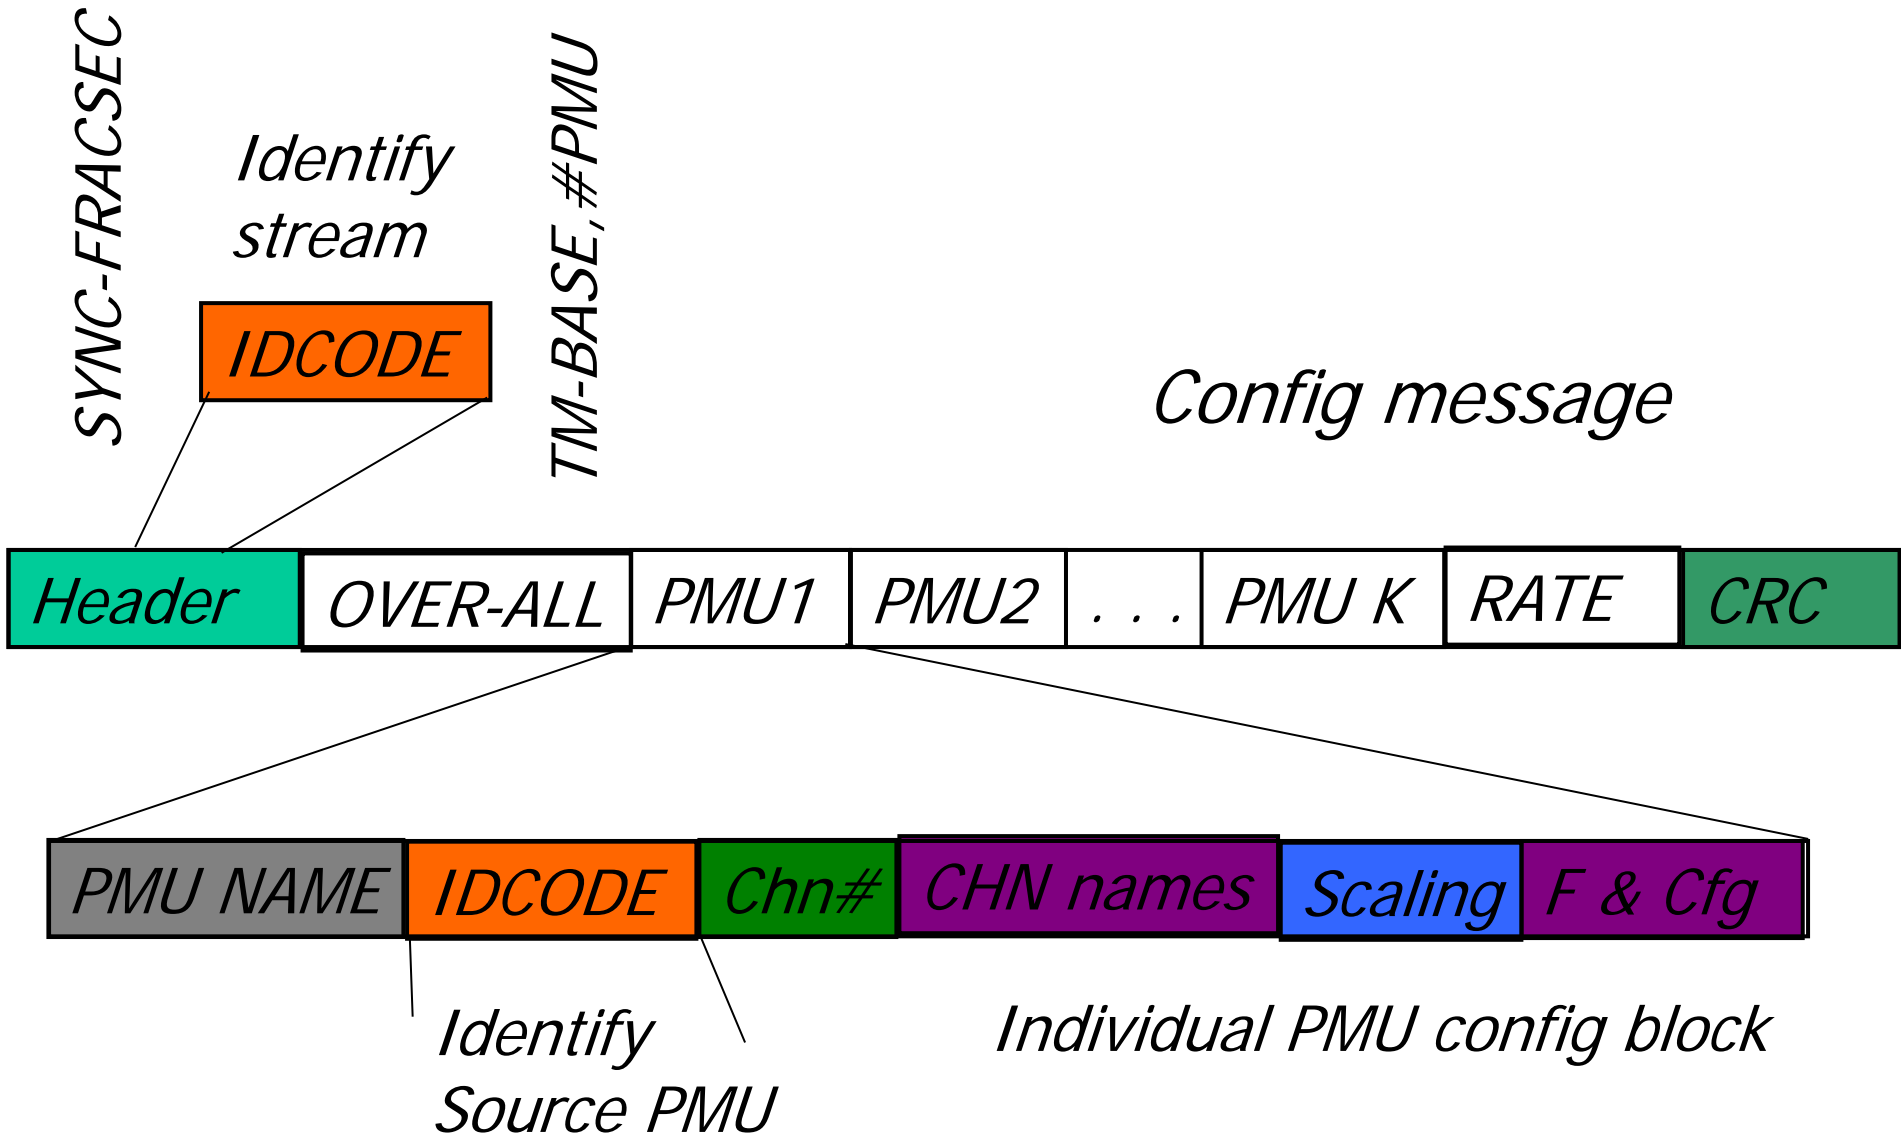 SYNC-FRACSEC
Identify
stream
TM-BASE,#PMU
IDCODE
Config message
Header OVER-ALL PMU1 PMU2 . . . PMU K RATE CRC
PMU NAME IDCODE Chn# CHN names Scaling F & Cfg
Identify
Source PMU
Individual PMU config block